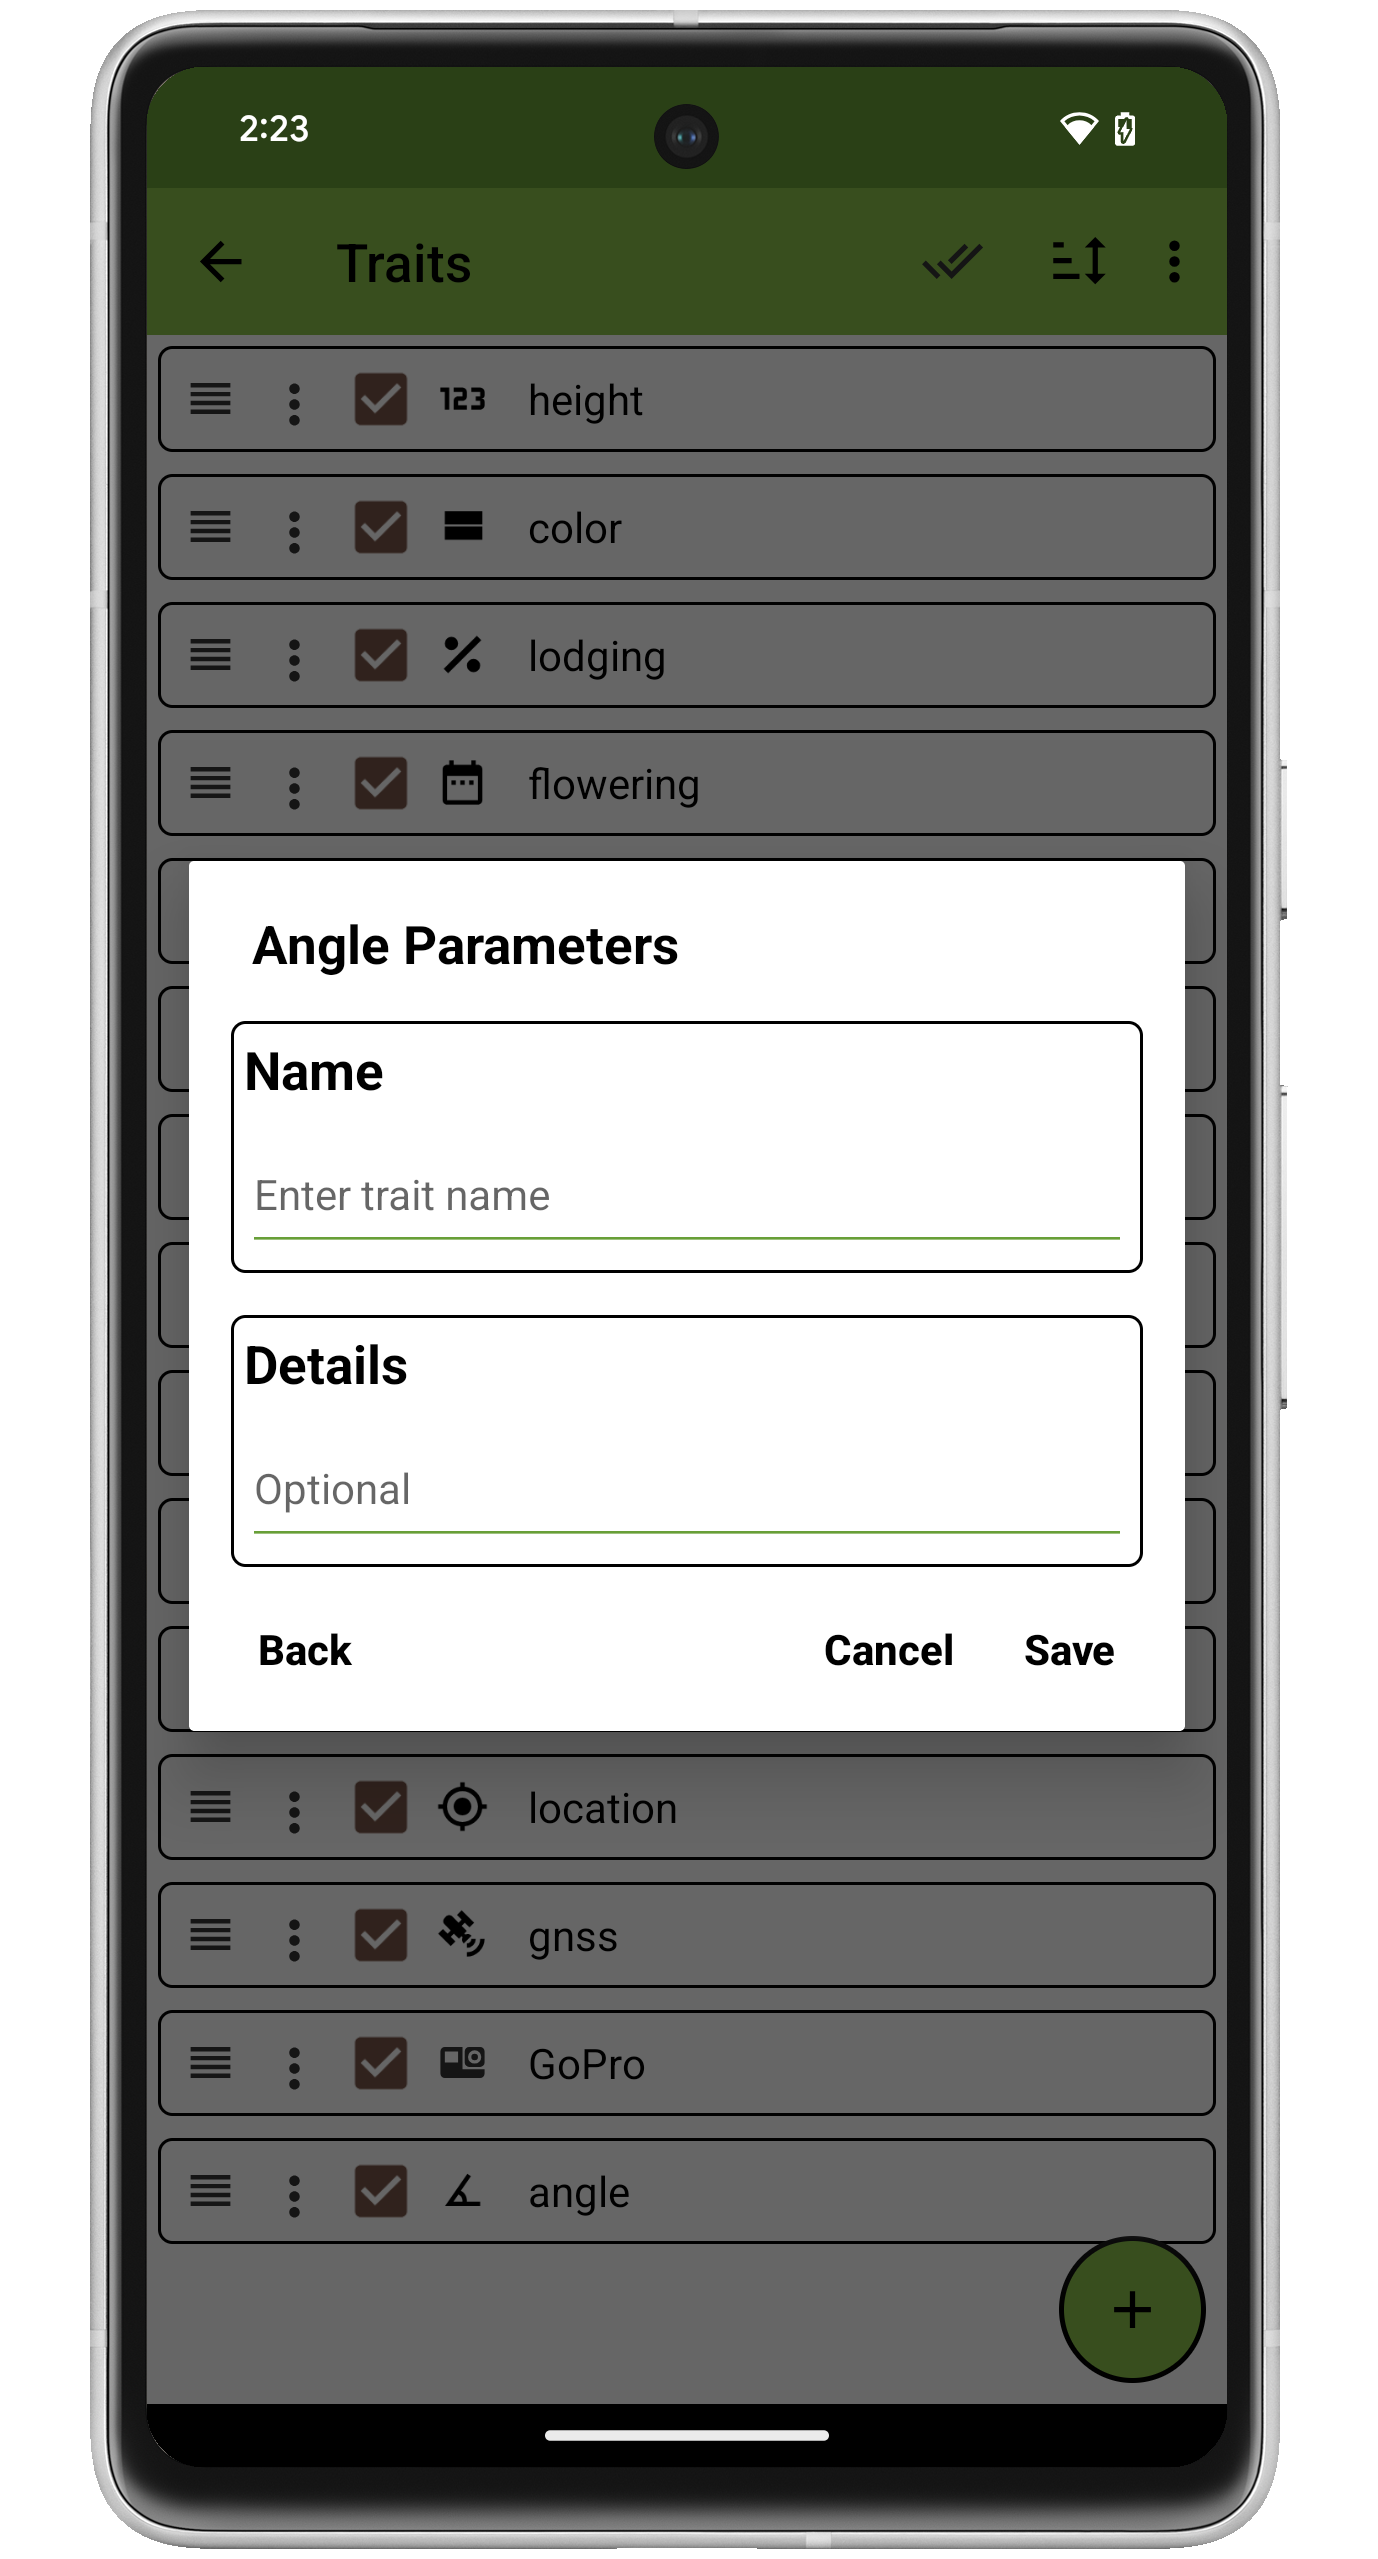 2:23
Traits
123 height
color
lodging
flowering
Angle Parameters
Name
Enter trait name
Details
Optional
Back Cancel Save
location
gnss
GoPro
angle